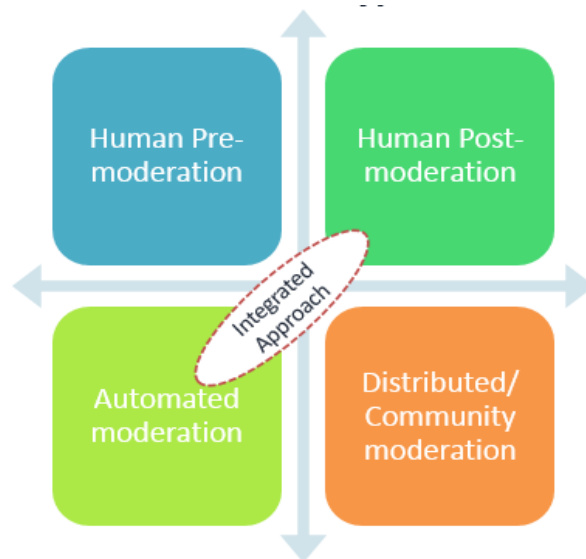 Human Pre-
moderation
Human Post-
moderation
Integrated
Approach
Automated
moderation
Distributed/
Community
moderation